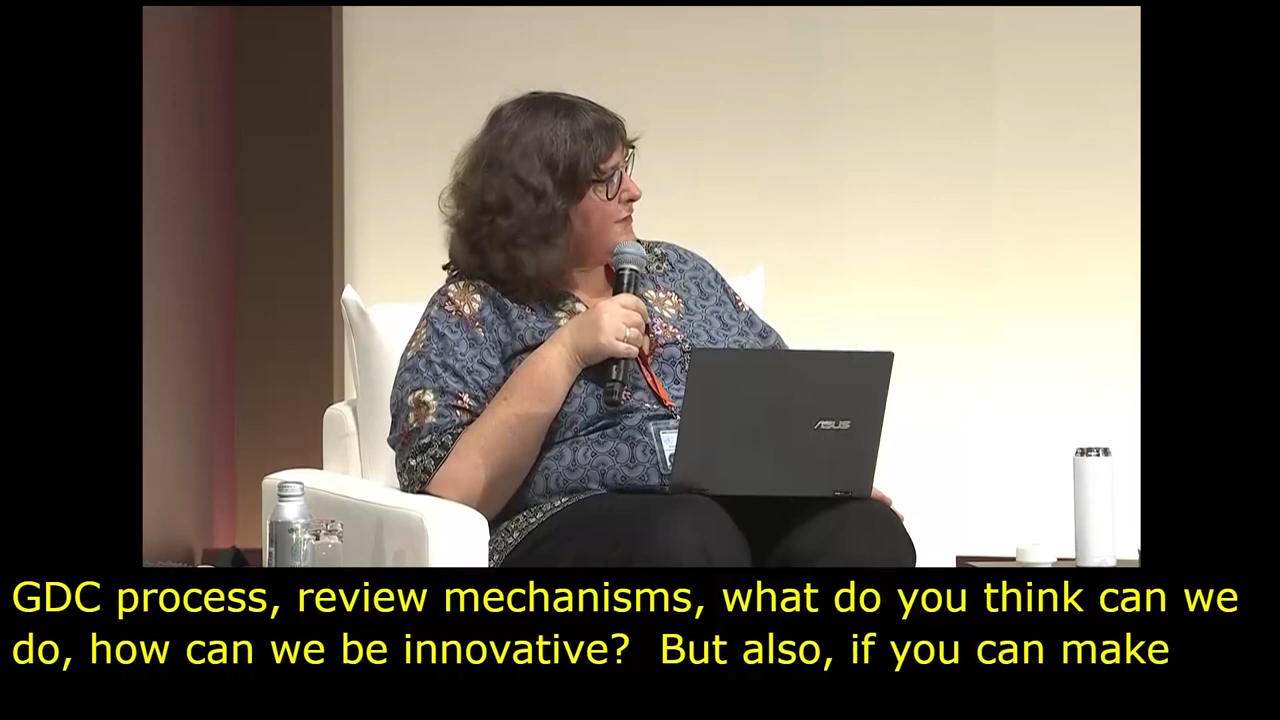 ASUS
GDC process, review mechanisms, what do you think can we
do, how can we be innovative?  But also, if you can make